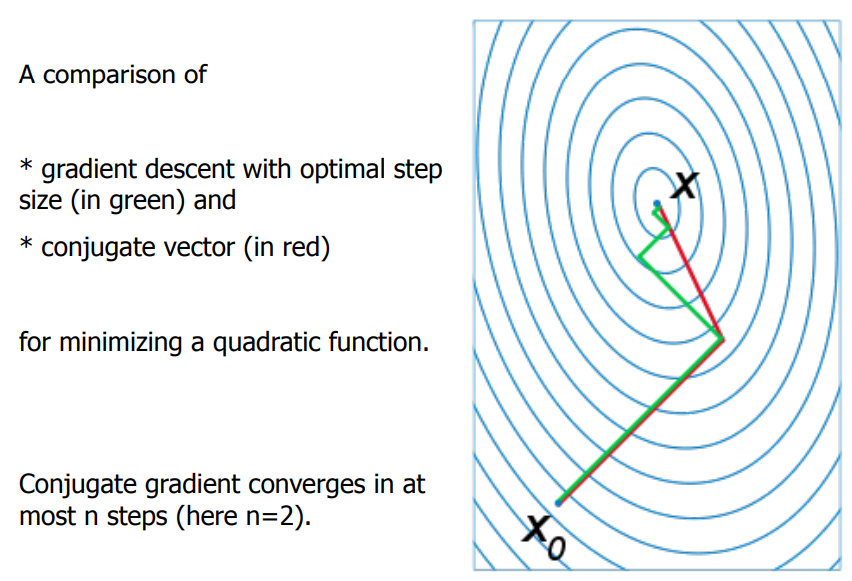 A comparison of
* gradient descent with optimal step
size (in green) and
* conjugate vector (in red)
for minimizing a quadratic function.
Conjugate gradient converges in at
most n steps (here n=2).
x
x0